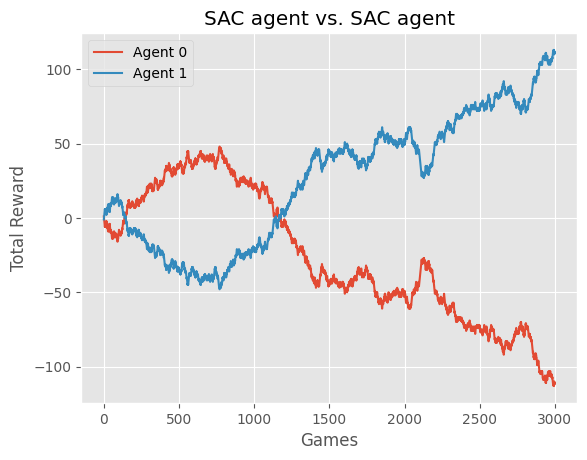 SAC agent vs. SAC agent
Agent 0
Agent 1
Total Reward
100
50
0
−50
−100
0 500 1000 1500 2000 2500 3000
Games